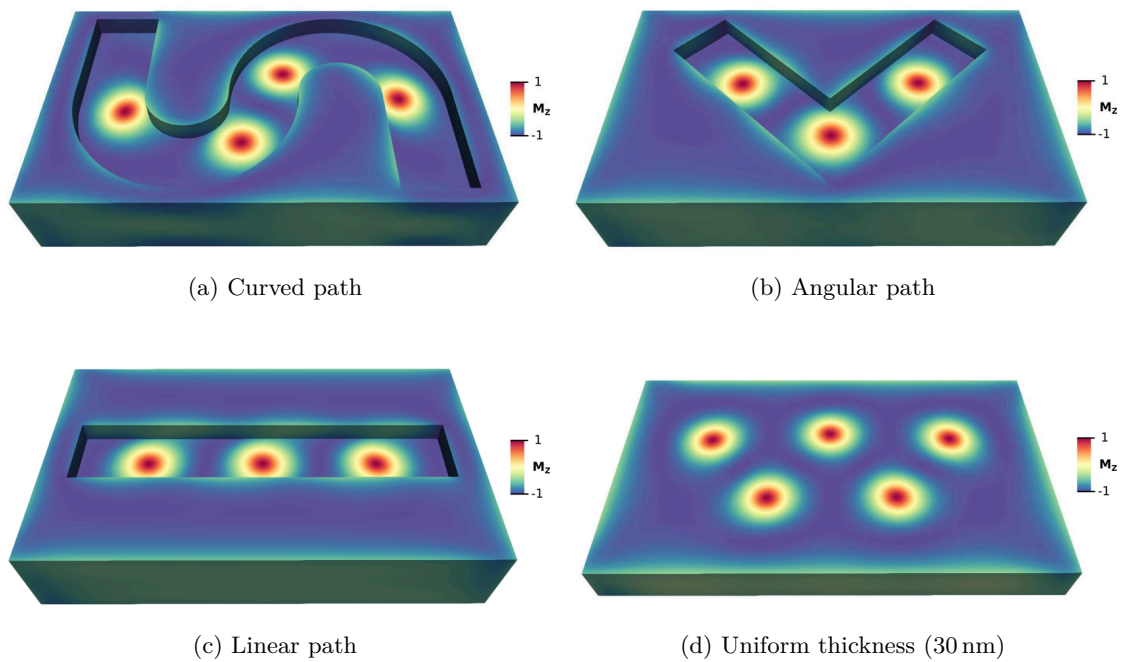 1
Mz
-1
1
Mz
-1
(a) Curved path
(b) Angular path
1
Mz
-1
1
Mz
-1
(c) Linear path
(d) Uniform thickness (30 nm)